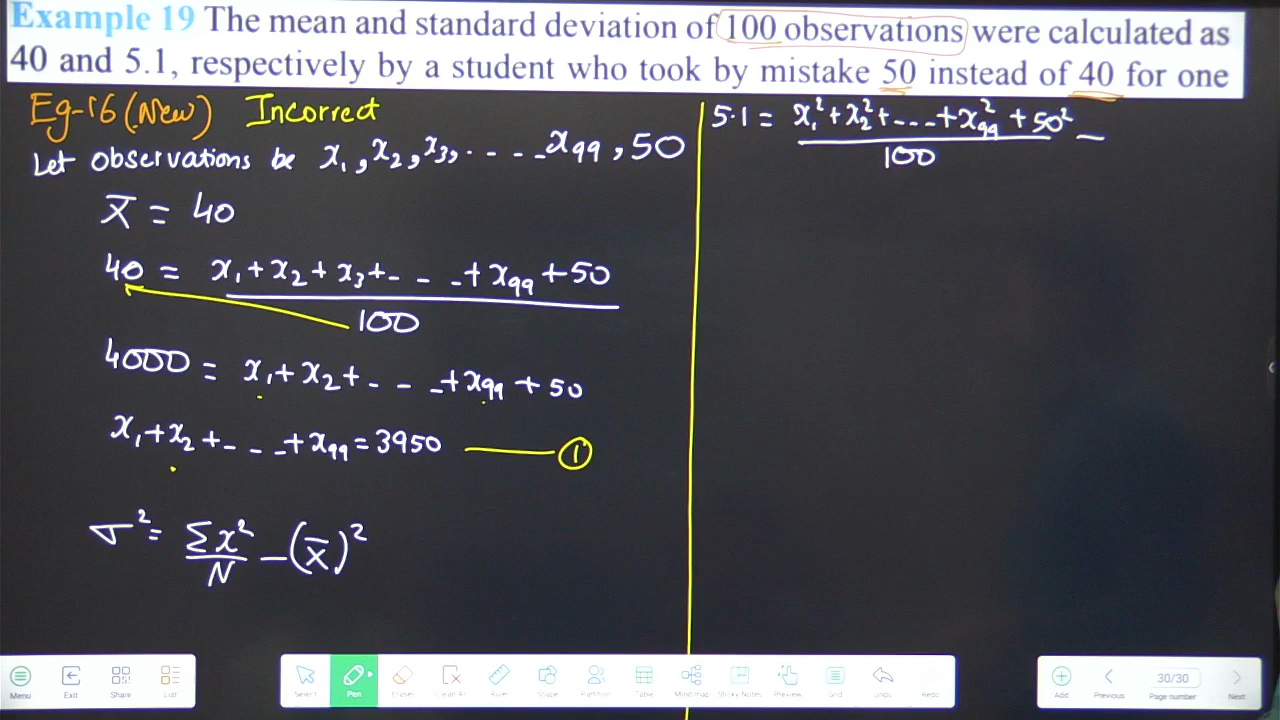 Example 19 The mean and standard deviation of 100 observations were calculated as
40 and 5.1, respectively by a student who took by mistake 50 instead of 40 for one
Eg-16 (New) Incorrect
Let observations be x₁, x₂, x₃, - - - - x₉₉, 50
x̄ = 40
40 = x₁ + x₂ + x₃ + - - - + x₉₉ + 50
100
4000 = x₁ + x₂ + - - - + x₉₉ + 50
x₁ + x₂ + - - - + x₉₉ = 3950 ①
σ² = Σx²/N - (x̄)²
5.1 = x₁² + x₂² + - - - + x₉₉² + 50² -
100
Menu Exit Share List
Select Pen Eraser Clean All Ruler Shape Partition Table Mind map Sticky Notes Preview Grid Undo Redo
Add Previous 30/30 Page number Next